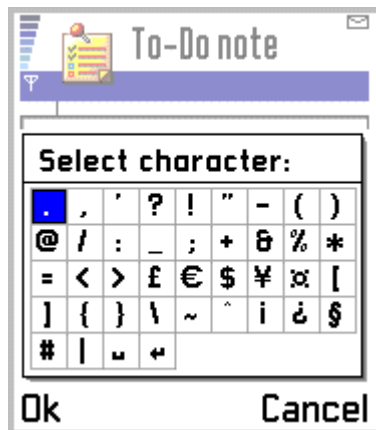 To-Do note
Select character:
. , ' ? ! " - ( )
@ / : _ ; + & % *
= < > £ € $ ¥ ¤ [
] { } \ ~ ^ ¡ ¿ §
# | ␣ ↵
Ok Cancel